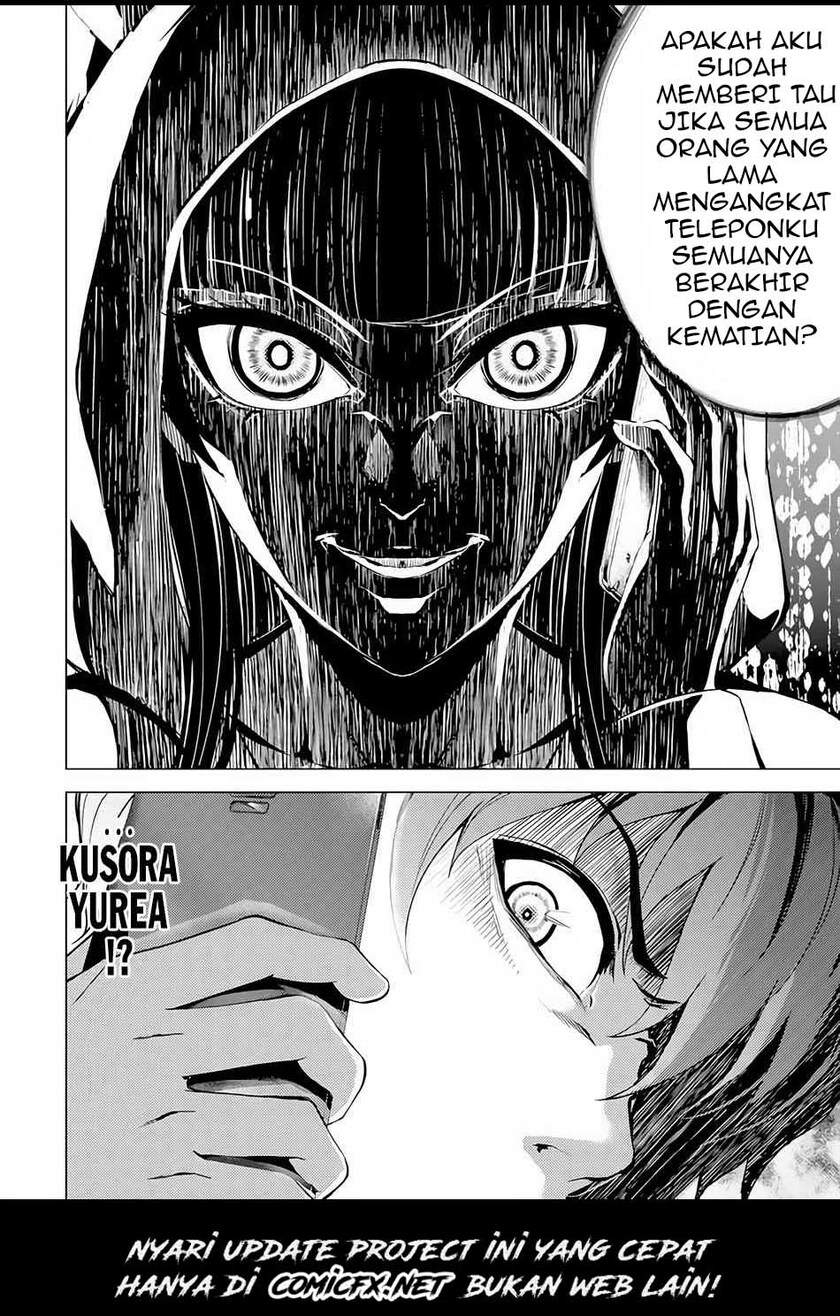 APAKAH AKU
SUDAH
MEMBERI TAU
JIKA SEMUA
ORANG YANG
LAMA
MENGANGKAT
TELEPONKU
SEMUANYA
BERAKHIR
DENGAN
KEMATIAN?
...
KUSORA
YUREA
!?
NYARI UPDATE PROJECT INI YANG CEPAT
HANYA DI COMICFX.NET BUKAN WEB LAIN!